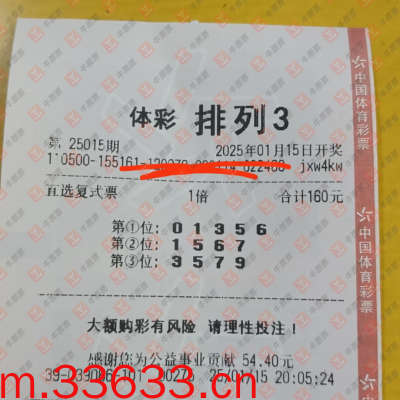 体彩 排列3
第 25015期 2025年01月15日开奖
110500-155161- jxw4kw
直选复式票 1倍 合计160元
第①位: 0 1 3 5 6
第②位: 1 5 6 7
第③位: 3 5 7 9
大额购彩有风险 请理性投注!
感谢您为公益事业贡献 54.40元
25/01/15 20:05:24
m.33633.cn
中国体育彩票
中国体育彩票